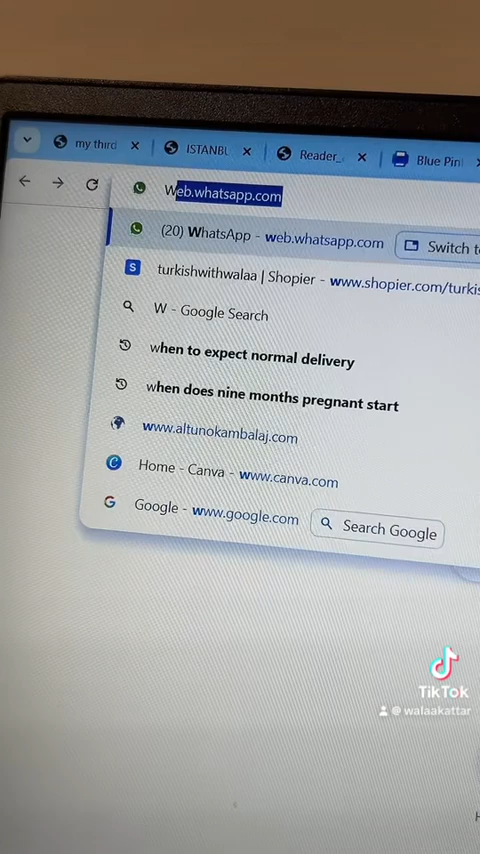 my third
ISTANBU
Reader_
Blue Pin
Web.whatsapp.com
(20) WhatsApp - web.whatsapp.com
Switch t
S
turkishwithwalaa | Shopier - www.shopier.com/turkis
W - Google Search
when to expect normal delivery
when does nine months pregnant start
www.altunokambalaj.com
Home - Canva - www.canva.com
Google - www.google.com
Search Google
TikTok
@walaakattar